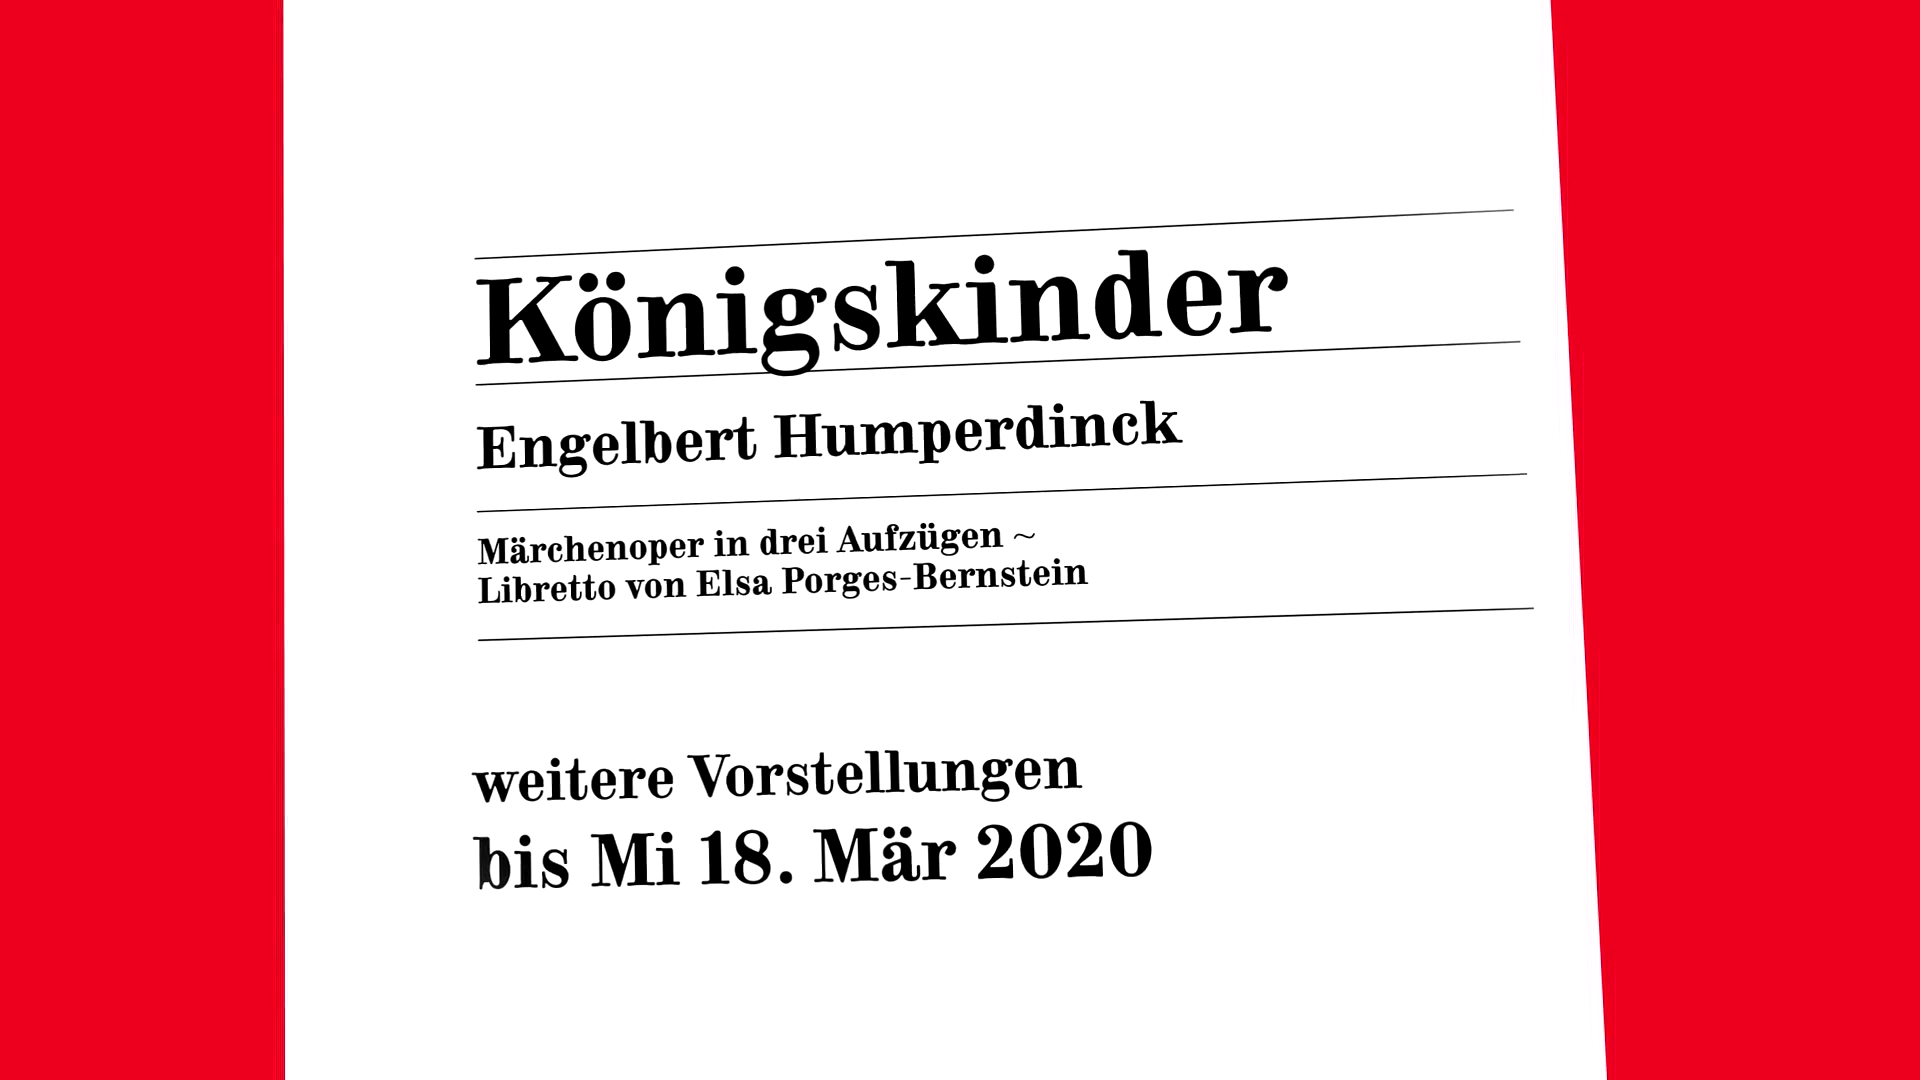 Königskinder
Engelbert Humperdinck
Märchenoper in drei Aufzügen ~
Libretto von Elsa Porges-Bernstein
weitere Vorstellungen
bis Mi 18. Mär 2020